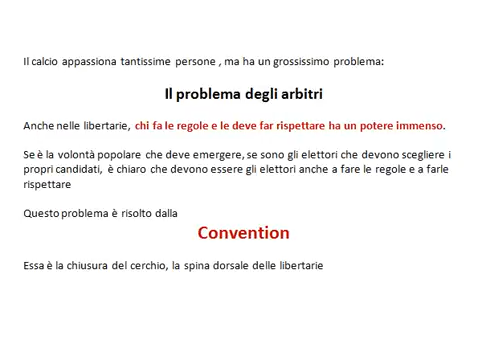 Il calcio appassiona tantissime persone , ma ha un grossissimo problema:
Il problema degli arbitri
Anche nelle libertarie, chi fa le regole e le deve far rispettare ha un potere immenso.
Se è la volontà popolare che deve emergere, se sono gli elettori che devono scegliere i
propri candidati, è chiaro che devono essere gli elettori anche a fare le regole e a farle
rispettare
Questo problema è risolto dalla
Convention
Essa è la chiusura del cerchio, la spina dorsale delle libertarie